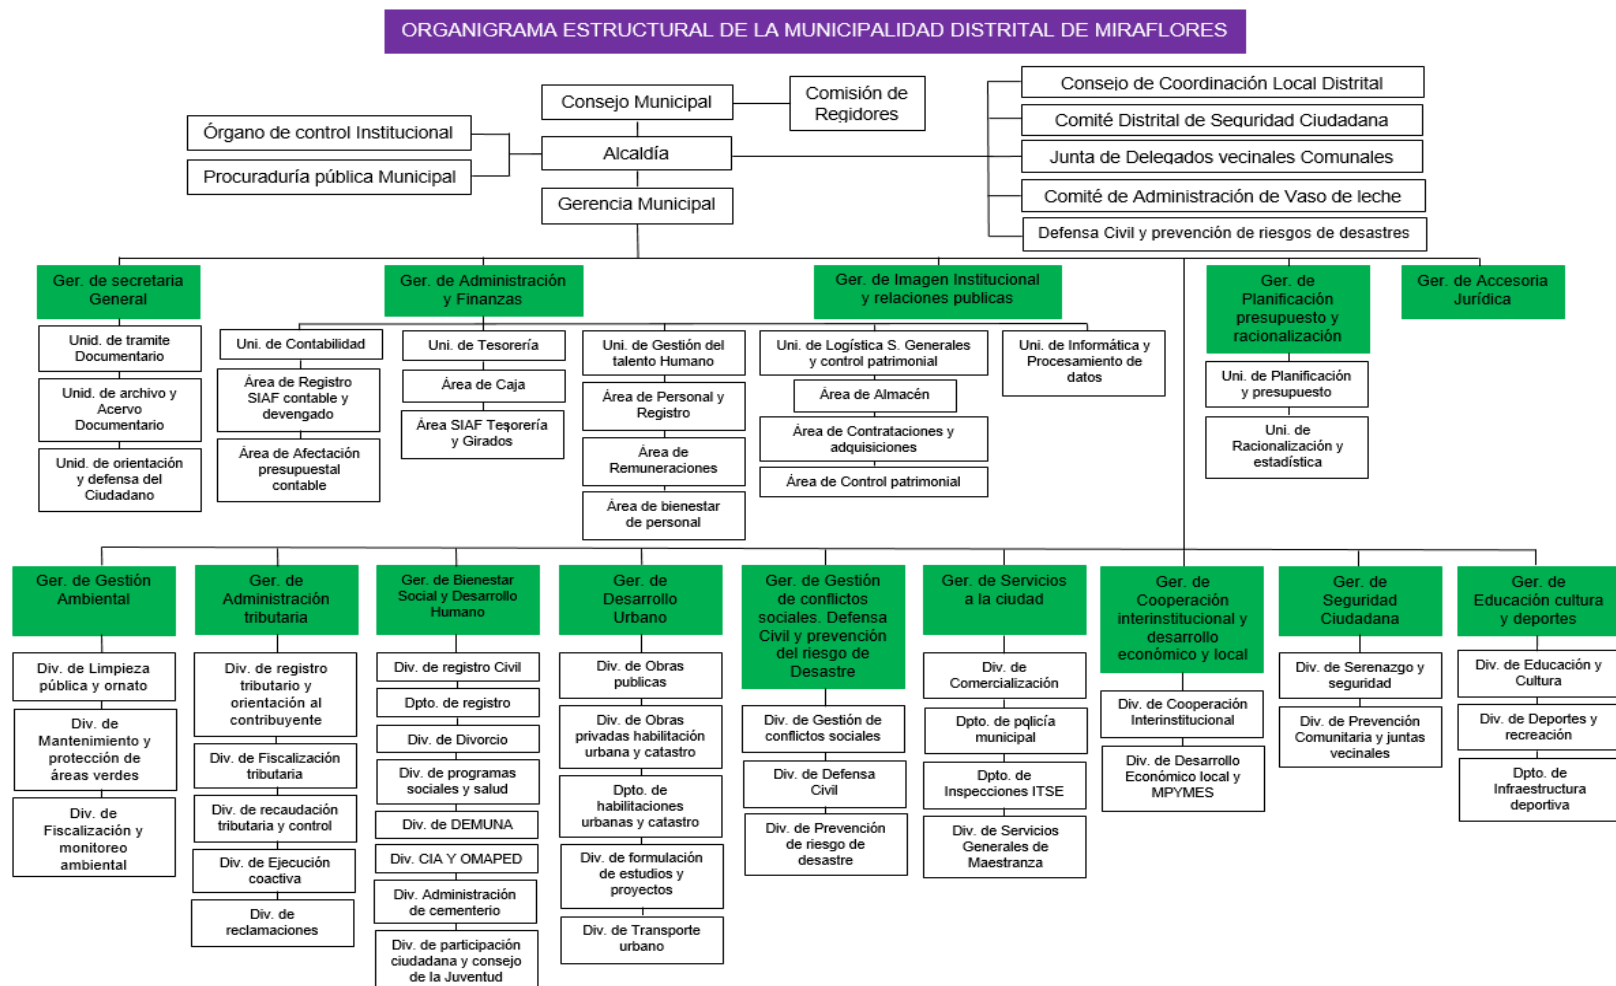 ORGANIGRAMA ESTRUCTURAL DE LA MUNICIPALIDAD DISTRITAL DE MIRAFLORES
Consejo Municipal
Comisión de
Regidores
Consejo de Coordinación Local Distrital
Comité Distrital de Seguridad Ciudadana
Junta de Delegados vecinales Comunales
Comité de Administración de Vaso de leche
Defensa Civil y prevención de riesgos de desastres
Órgano de control Institucional
Procuraduría pública Municipal
Alcaldía
Gerencia Municipal
Ger. de secretaria
General
Unid. de tramite
Documentario
Unid. de archivo y
Acervo
Documentario
Unid. de orientación
y defensa del
Ciudadano
Ger. de Administración
y Finanzas
Uni. de Contabilidad
Área de Registro
SIAF contable y
devengado
Área de Afectación
presupuestal
contable
Uni. de Tesorería
Área de Caja
Área SIAF Tesorería
y Girados
Uni. de Gestión del
talento Humano
Área de Personal y
Registro
Área de
Remuneraciones
Área de bienestar
de personal
Uni. de Logística S. Generales
y control patrimonial
Área de Almacén
Área de Contrataciones y
adquisiciones
Área de Control patrimonial
Uni. de Informática y
Procesamiento de
datos
Ger. de Imagen Institucional
y relaciones publicas
Ger. de
Planificación
presupuesto y
racionalización
Uni. de Planificación
y presupuesto
Uni. de
Racionalización y
estadística
Ger. de Accesoria
Jurídica
Ger. de Gestión
Ambiental
Div. de Limpieza
pública y ornato
Div. de
Mantenimiento y
protección de
áreas verdes
Div. de
Fiscalización y
monitoreo
ambiental
Ger. de
Administración
tributaria
Div. de registro
tributario y
orientación al
contribuyente
Div. de Fiscalización
tributaria
Div. de recaudación
tributaria y control
Div. de Ejecución
coactiva
Div. de
reclamaciones
Ger. de Bienestar
Social y Desarrollo
Humano
Div. de registro Civil
Dpto. de registro
Div. de Divorcio
Div. de programas
sociales y salud
Div. de DEMUNA
Div. CIA Y OMAPED
Div. Administración
de cementerio
Div. de participación
ciudadana y consejo
de la Juventud
Ger. de
Desarrollo
Urbano
Div. de Obras
publicas
Div. de Obras
privadas habilitación
urbana y catastro
Dpto. de
habilitaciones
urbanas y catastro
Div. de formulación
de estudios y
proyectos
Div. de Transporte
urbano
Ger. de Gestión
de conflictos
sociales. Defensa
Civil y prevención
del riesgo de
Desastre
Div. de Gestión de
conflictos sociales
Div. de Defensa
Civil
Div. de Prevención
de riesgo de
desastre
Ger. de Servicios
a la ciudad
Div. de
Comercialización
Dpto. de policía
municipal
Dpto. de
Inspecciones ITSE
Div. de Servicios
Generales de
Maestranza
Ger. de
Cooperación
interinstitucional y
desarrollo
económico y local
Div. de Cooperación
Interinstitucional
Div. de Desarrollo
Económico local y
MPYMES
Ger. de
Seguridad
Ciudadana
Div. de Serenazgo y
seguridad
Div. de Prevención
Comunitaria y juntas
vecinales
Ger. de
Educación cultura
y deportes
Div. de Educación y
Cultura
Div. de Deportes y
recreación
Dpto. de
Infraestructura
deportiva